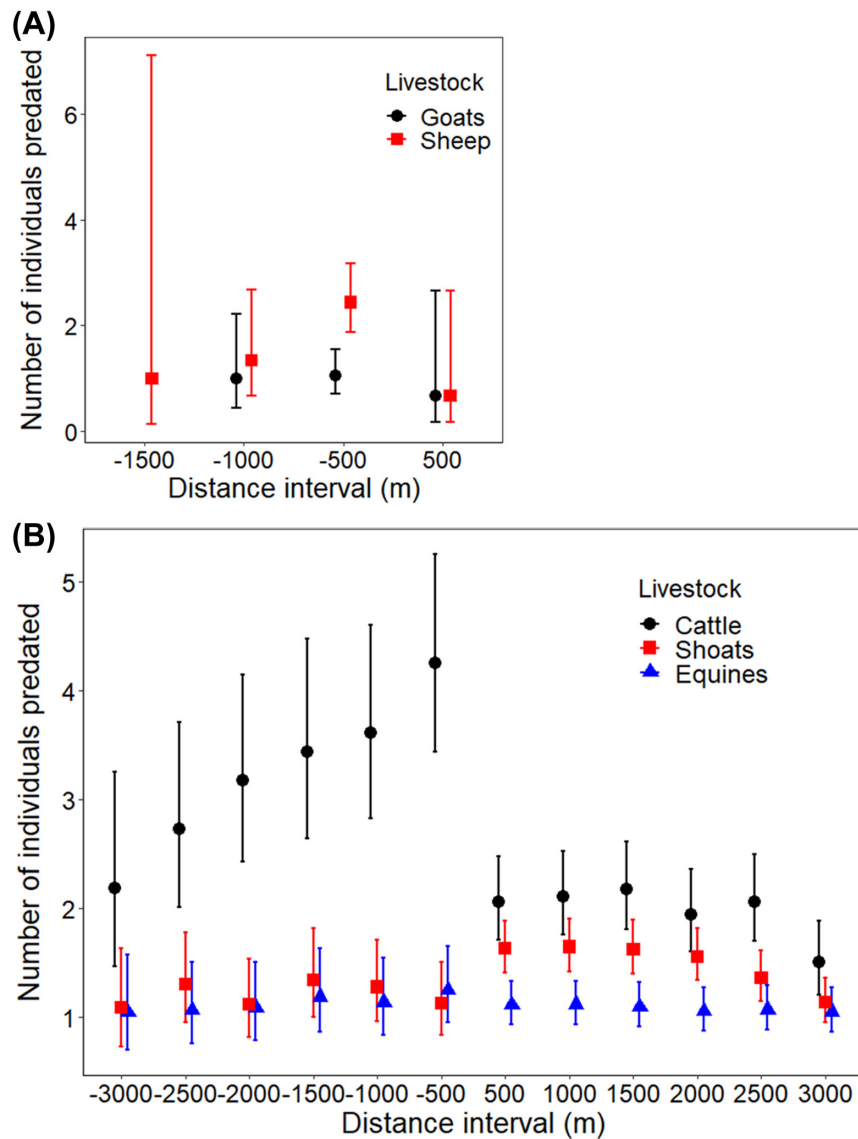 (A)
Number of individuals predated
6
4
2
0
Livestock
Goats
Sheep
-1500 -1000 -500 500
Distance interval (m)
(B)
Number of individuals predated
5
4
3
2
1
Livestock
Cattle
Shoats
Equines
-3000 -2500 -2000 -1500 -1000 -500 500 1000 1500 2000 2500 3000
Distance interval (m)